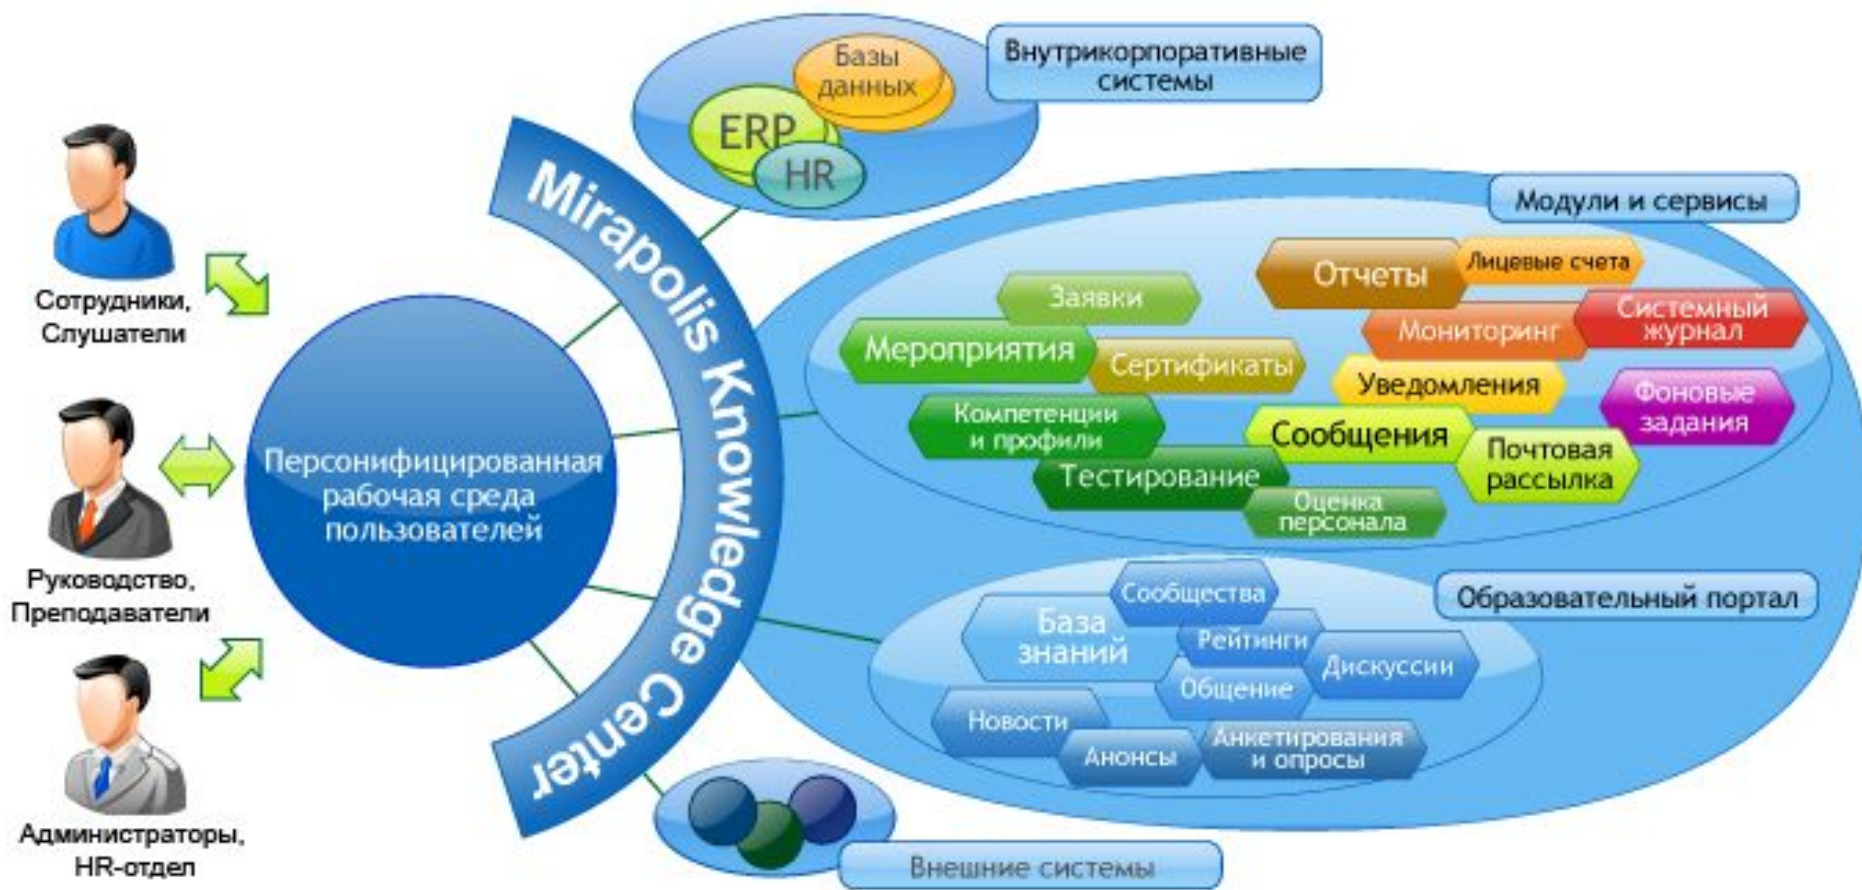 Сотрудники,
Слушатели
Руководство,
Преподаватели
Администраторы,
HR-отдел
Персонифицированная
рабочая среда
пользователей
Mirapolis Knowledge Center
Базы
данных
ERP
HR
Внутрикорпоративные
системы
Модули и сервисы
Отчеты
Лицевые счета
Заявки
Мониторинг
Системный
журнал
Мероприятия
Сертификаты
Уведомления
Фоновые
задания
Компетенции
и профили
Сообщения
Почтовая
рассылка
Тестирование
Оценка
персонала
Образовательный портал
Сообщества
База
знаний
Рейтинги
Дискуссии
Общение
Новости
Анонсы
Анкетирования
и опросы
Внешние системы